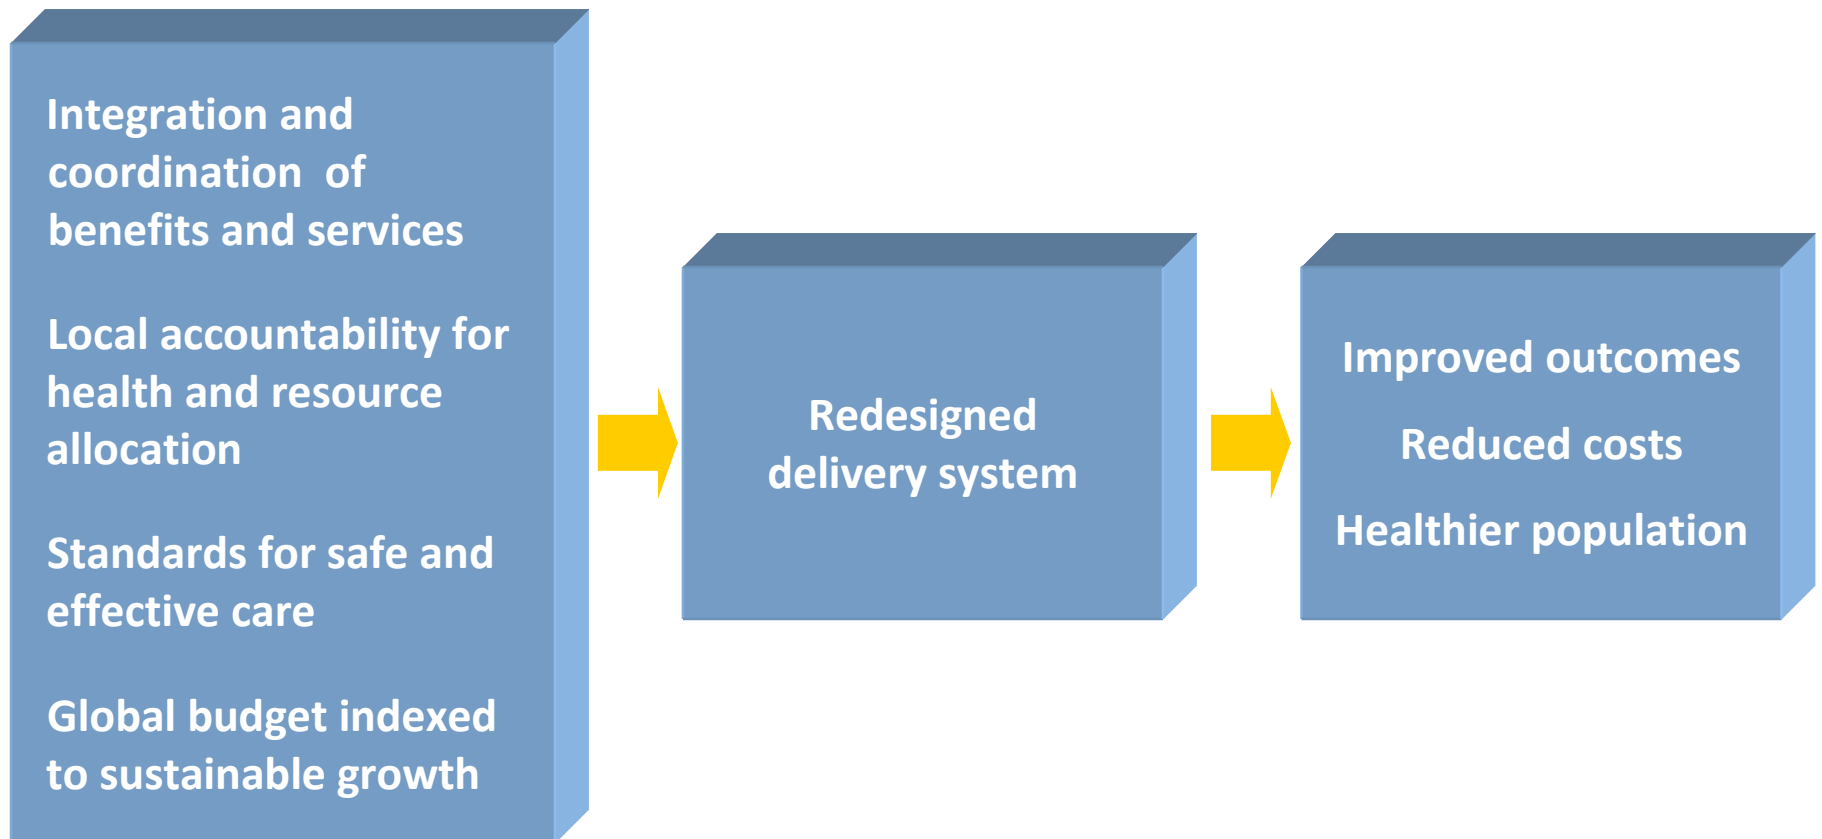 Integration and
coordination  of
benefits and services
Local accountability for
health and resource
allocation
Standards for safe and
effective care
Global budget indexed
to sustainable growth
Redesigned
delivery system
Improved outcomes
Reduced costs
Healthier population